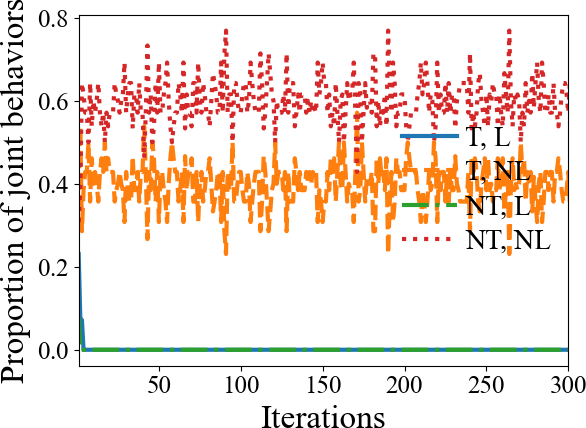 Proportion of joint behaviors
0.8
0.6
0.4
0.2
0.0
T, L
T, NL
NT, L
NT, NL
50 100 150 200 250 300
Iterations